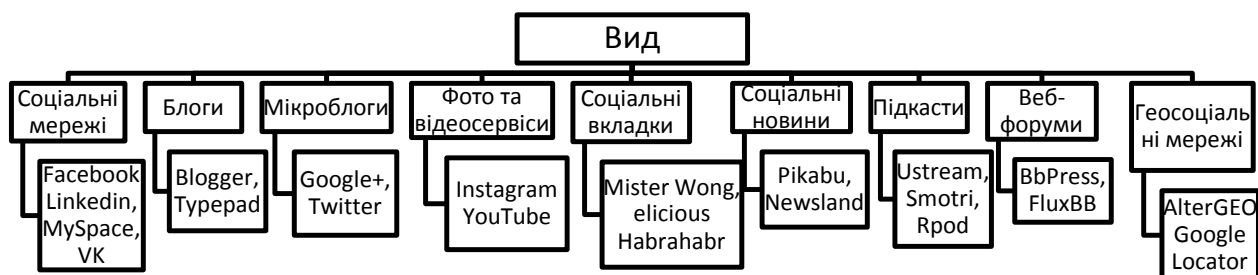 Вид
Соціальні
мережі
Блоги
Мікроблоги
Фото та
відеосервіси
Соціальні
вкладки
Соціальні
новини
Підкасти
Веб-
форуми
Геосоціаль
ні мережі
Facebook
Linkedin,
MySpace,
VK
Blogger,
Typepad
Google+,
Twitter
Instagram
YouTube
Mister Wong,
elicious
Habrahabr
Pikabu,
Newsland
Ustream,
Smotri,
Rpod
BbPress,
FluxBB
AlterGEO
Google
Locator